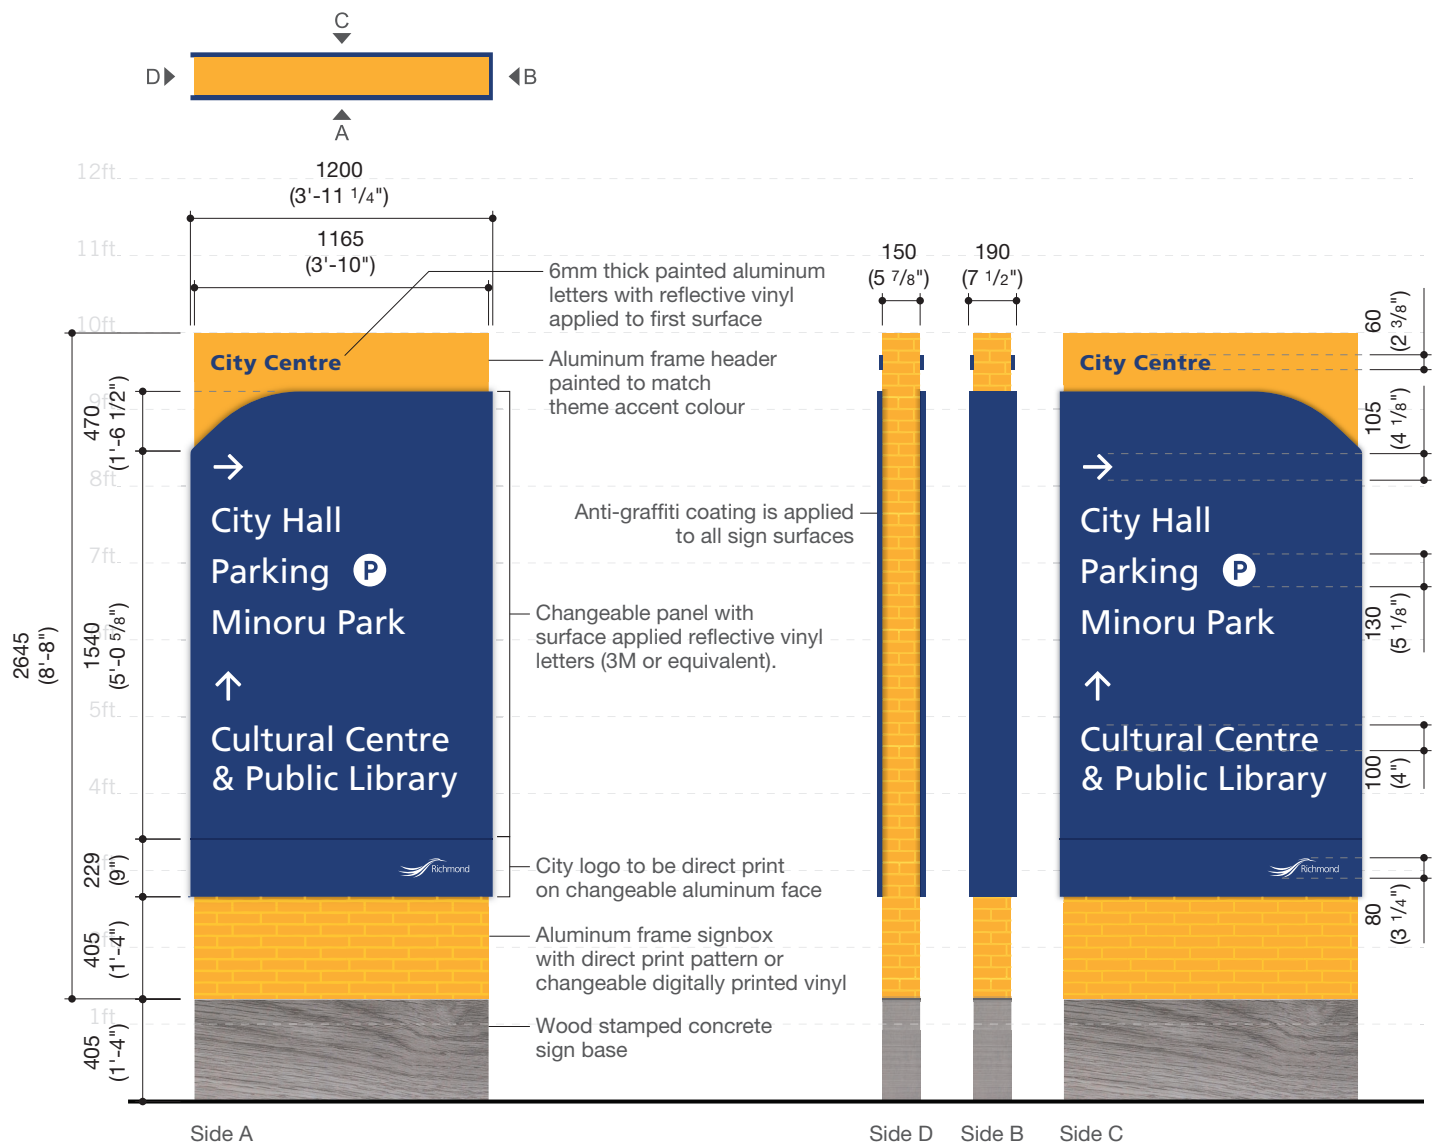 C
D
B
A
12ft
1200
(3'-11 1/4")
11ft
1165
(3'-10")
150
(5 7/8")
190
(7 1/2")
6mm thick painted aluminum
letters with reflective vinyl
applied to first surface
10ft
60
(2 3/8")
City Centre
City Centre
Aluminum frame header
painted to match
theme accent colour
9ft
470
(1'-6 1/2")
105
(4 1/8")
8ft
City Hall
Parking P
Minoru Park
Cultural Centre
& Public Library
Richmond
Anti-graffiti coating is applied
to all sign surfaces
City Hall
Parking P
Minoru Park
Cultural Centre
& Public Library
Richmond
7ft
130
(5 1/8")
2645
(8'-8")
1540
(5'-0 5/8")
Changeable panel with
surface applied reflective vinyl
letters (3M or equivalent).
5ft
100
(4")
4ft
229
(9")
City logo to be direct print
on changeable aluminum face
80
(3 1/4")
405
(1'-4")
Aluminum frame signbox
with direct print pattern or
changeable digitally printed vinyl
1ft
405
(1'-4")
Wood stamped concrete
sign base
Side A
Side D
Side B
Side C